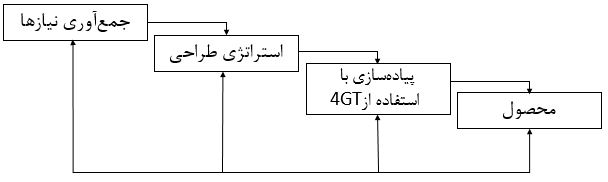 جمع‌آوری نیازها
استراتژی طراحی
پیاده‌سازی با
استفاده از4GT
محصول